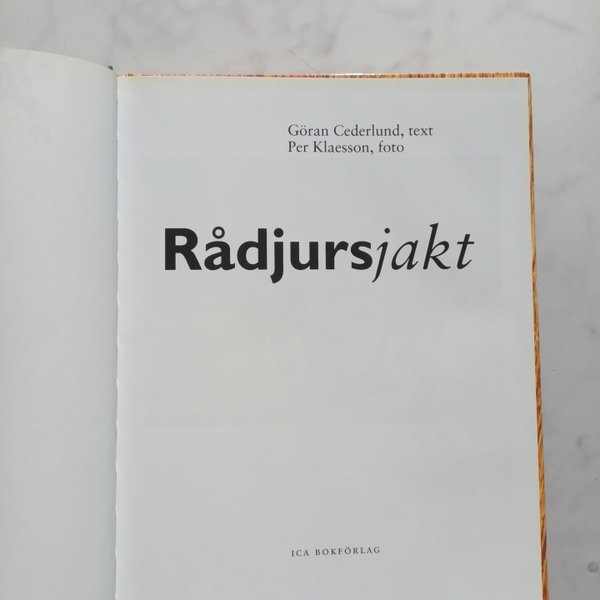 Göran Cederlund, text
Per Klaesson, foto
Rådjursjakt
ICA BOKFÖRLAG